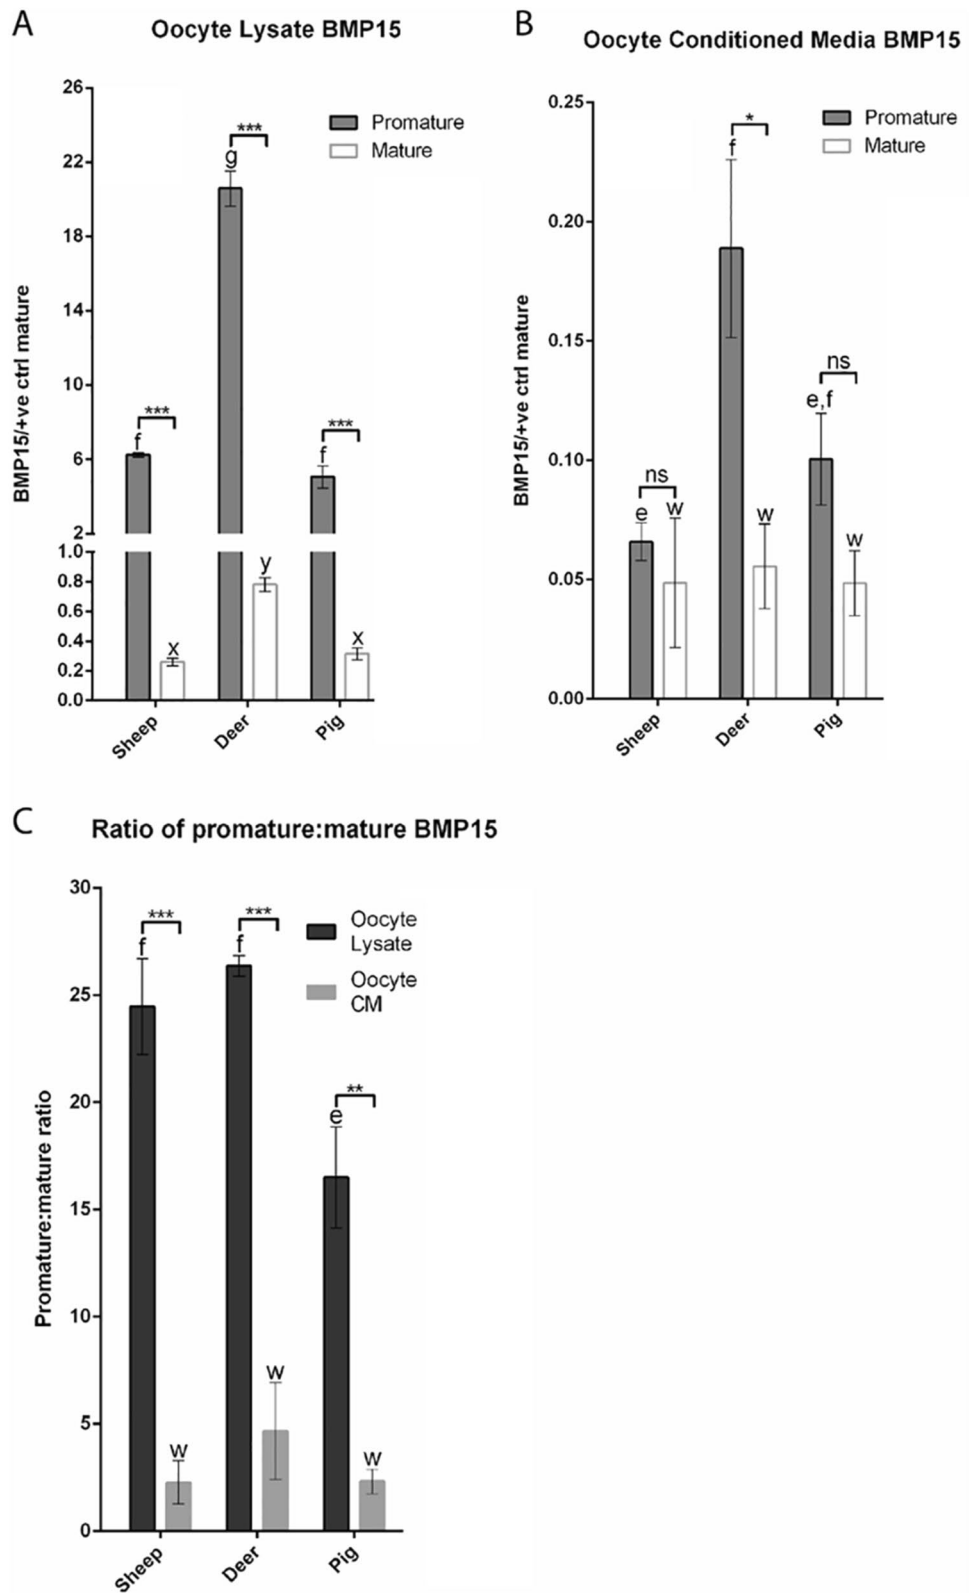 A
Oocyte Lysate BMP15
BMP15/+ve ctrl mature
26
22
18
14
10
6
2
1.0
0.8
0.6
0.4
0.2
0.0
Promature
Mature
***
g
***
f
***
f
y
x
x
Sheep
Deer
Pig
B
Oocyte Conditioned Media BMP15
BMP15/+ve ctrl mature
0.25
0.20
0.15
0.10
0.05
0.00
Promature
Mature
*
f
ns
e,f
ns
e
w
w
w
Sheep
Deer
Pig
C
Ratio of promature:mature BMP15
Promature:mature ratio
30
25
20
15
10
5
0
Oocyte
Lysate
Oocyte
CM
***
f
***
f
**
e
w
w
w
Sheep
Deer
Pig